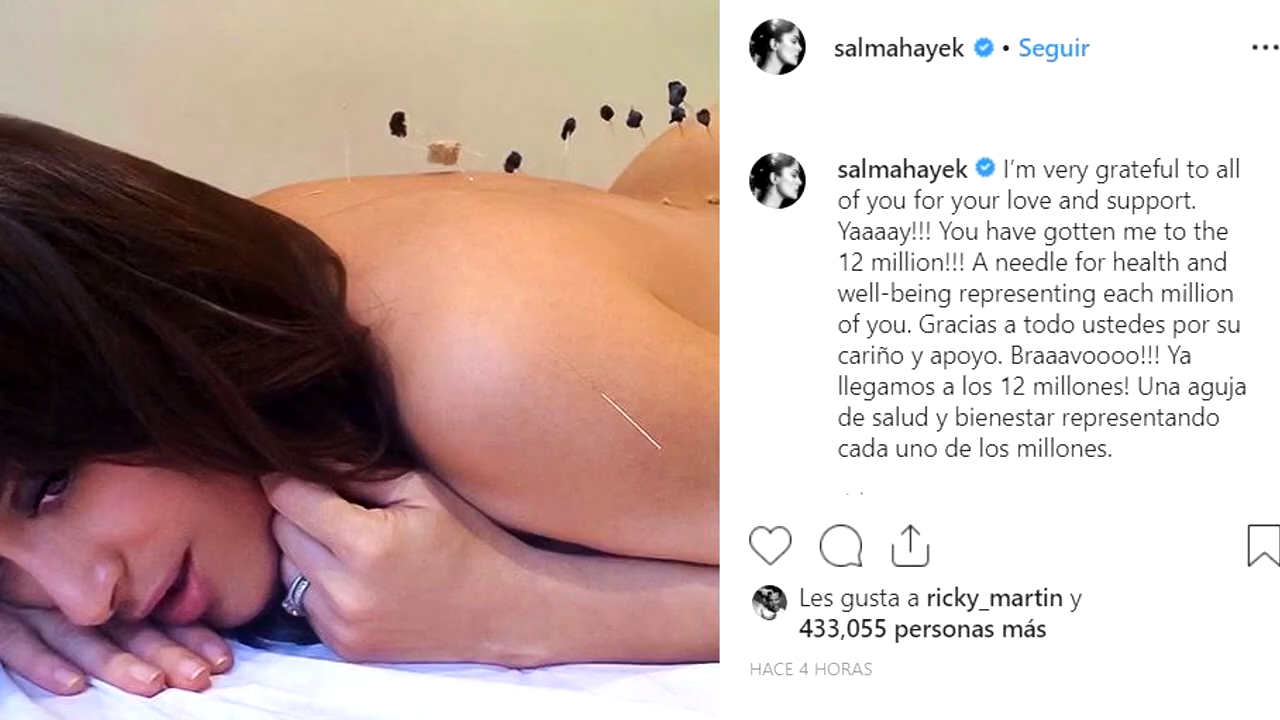 salmahayek • Seguir
salmahayek I'm very grateful to all
of you for your love and support.
Yaaaay!!! You have gotten me to the
12 million!!! A needle for health and
well-being representing each million
of you. Gracias a todo ustedes por su
cariño y apoyo. Braaavoooo!!! Ya
llegamos a los 12 millones! Una aguja
de salud y bienestar representando
cada uno de los millones.
Les gusta a ricky_martin y
433,055 personas más
HACE 4 HORAS